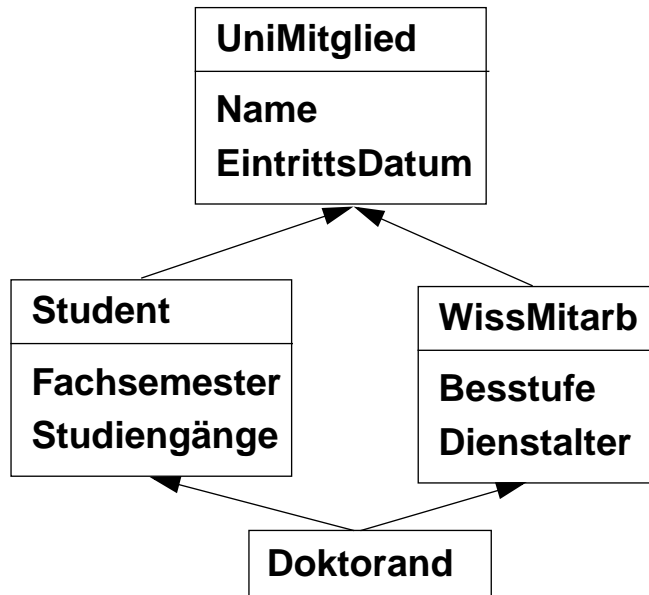 UniMitglied
Name
EintrittsDatum
Student
Fachsemester
Studiengänge
WissMitarb
Besstufe
Dienstalter
Doktorand